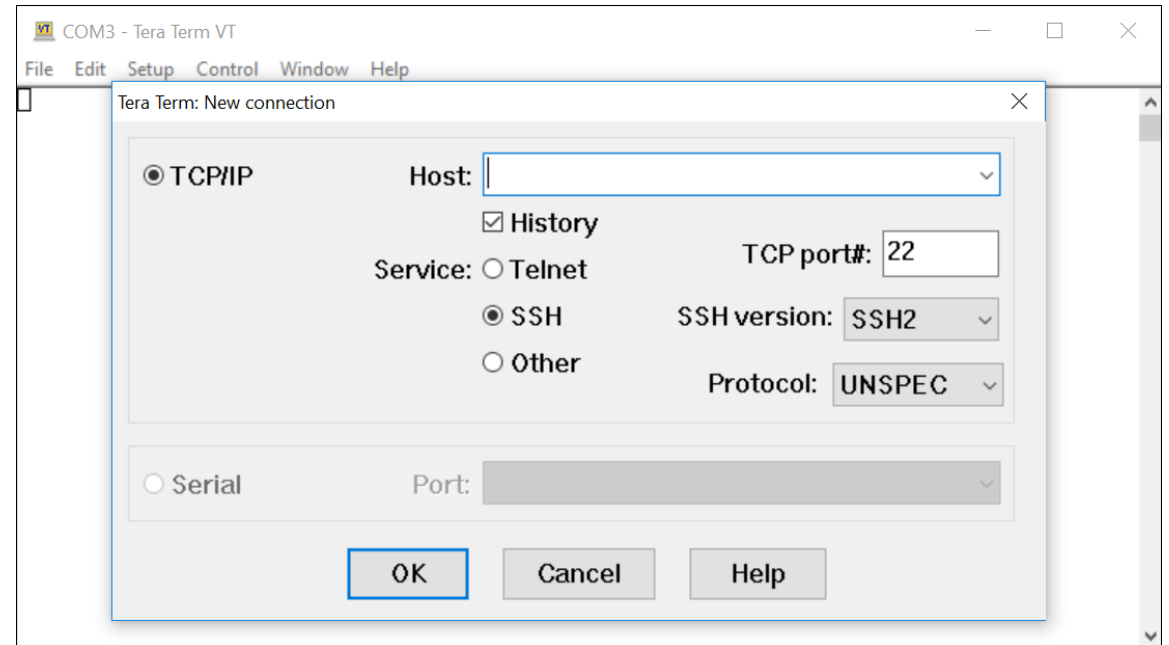 VT COM3 - Tera Term VT
File Edit Setup Control Window Help
Tera Term: New connection
TCP/IP Host:
History
TCP port#: 22
Service: Telnet
SSH SSH version: SSH2
Other
Protocol: UNSPEC
Serial Port:
OK Cancel Help